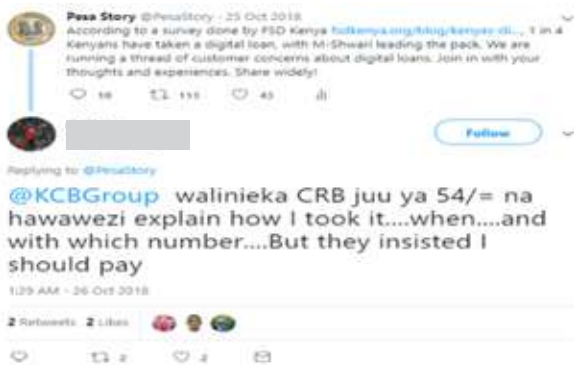 Pesa Story @PesaStory · 25 Oct 2018
According to a survey done by FSD Kenya fsdkenya.org/blog/kenyas-di..., 1 in 4
Kenyans have taken a digital loan, with M-Shwari leading the pack. We are
running a thread of customer concerns about digital loans. Join in with your
thoughts and experiences. Share widely!
113 43
Follow
Replying to @PesaStory
@KCBGroup walinieka CRB juu ya 54/= na
hawawezi explain how I took it....when....and
with which number....But they insisted I
should pay
1:29 AM - 26 Oct 2018
2 Retweets 2 Likes
2 2